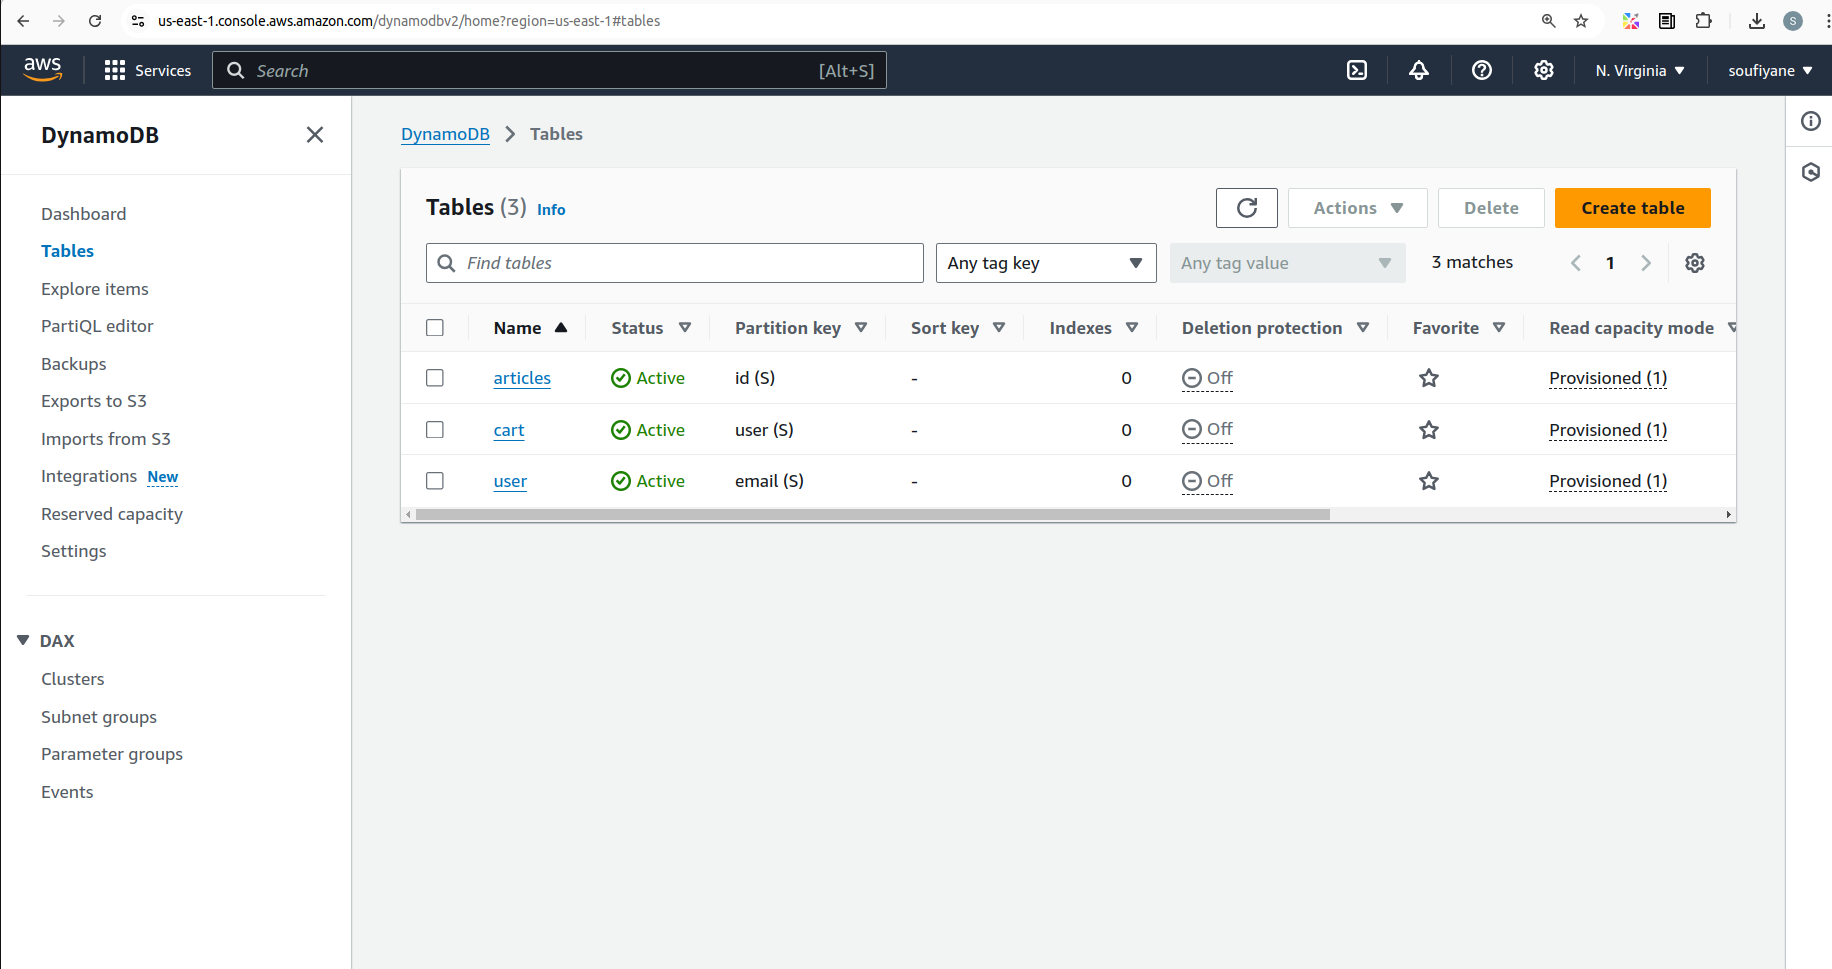 us-east-1.console.aws.amazon.com/dynamodbv2/home?region=us-east-1#tables
S
aws
Services
Search
[Alt+S]
N. Virginia
soufiyane
DynamoDB
Dashboard
Tables
Explore items
PartiQL editor
Backups
Exports to S3
Imports from S3
Integrations New
Reserved capacity
Settings
DAX
Clusters
Subnet groups
Parameter groups
Events
DynamoDB > Tables
Tables (3) Info
Actions
Delete
Create table
Find tables
Any tag key
Any tag value
3 matches
1
Name Status Partition key Sort key Indexes Deletion protection Favorite Read capacity mode
articles Active id (S) - 0 Off Provisioned (1)
cart Active user (S) - 0 Off Provisioned (1)
user Active email (S) - 0 Off Provisioned (1)